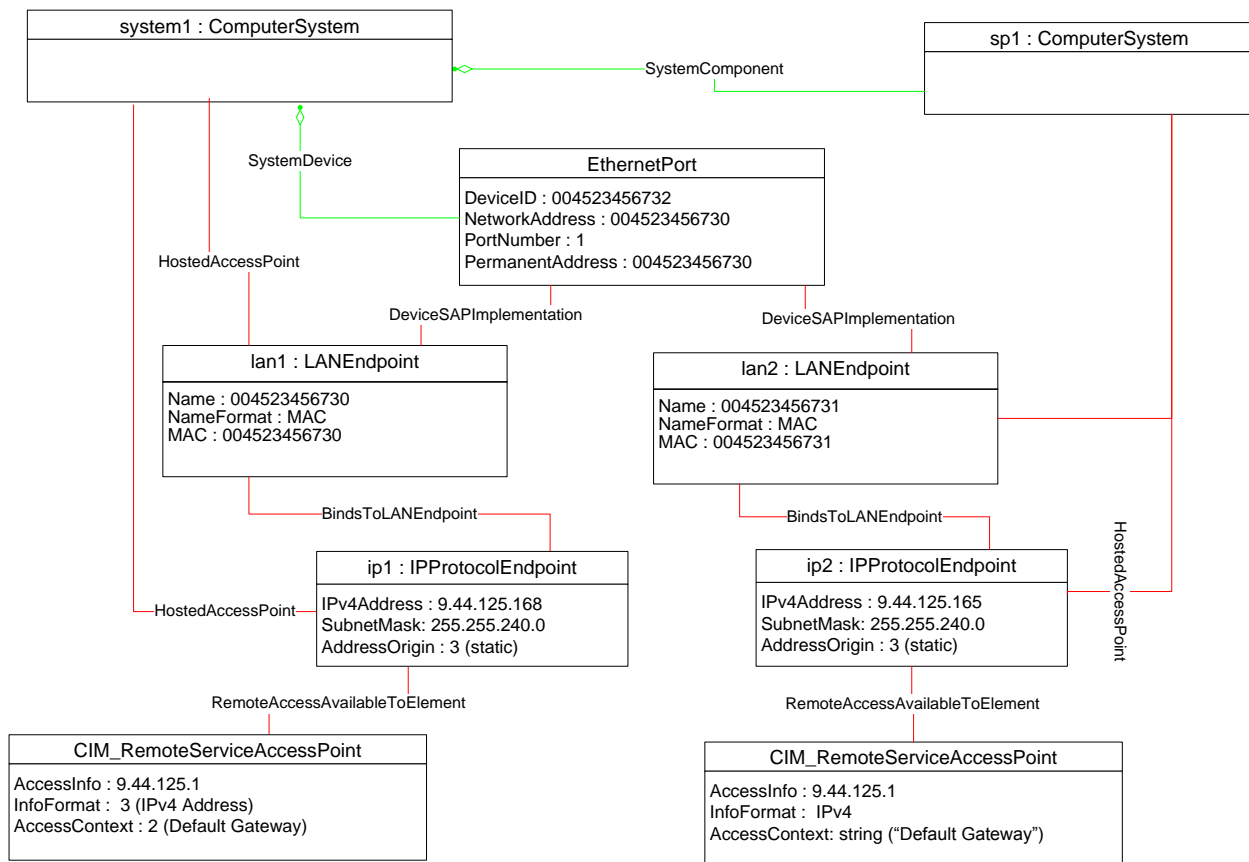 system1 : ComputerSystem
sp1 : ComputerSystem
SystemComponent
SystemDevice
EthernetPort
DeviceID : 004523456732
NetworkAddress : 004523456730
PortNumber : 1
PermanentAddress : 004523456730
HostedAccessPoint
DeviceSAPImplementation
DeviceSAPImplementation
lan1 : LANEndpoint
Name : 004523456730
NameFormat : MAC
MAC : 004523456730
lan2 : LANEndpoint
Name : 004523456731
NameFormat : MAC
MAC : 004523456731
BindsToLANEndpoint
BindsToLANEndpoint
HostedAccessPoint
ip1 : IPProtocolEndpoint
IPv4Address : 9.44.125.168
SubnetMask: 255.255.240.0
AddressOrigin : 3 (static)
HostedAccessPoint
ip2 : IPProtocolEndpoint
IPv4Address : 9.44.125.165
SubnetMask: 255.255.240.0
AddressOrigin : 3 (static)
RemoteAccessAvailableToElement
RemoteAccessAvailableToElement
CIM_RemoteServiceAccessPoint
AccessInfo : 9.44.125.1
InfoFormat : 3 (IPv4 Address)
AccessContext : 2 (Default Gateway)
CIM_RemoteServiceAccessPoint
AccessInfo : 9.44.125.1
InfoFormat : IPv4
AccessContext: string (“Default Gateway”)